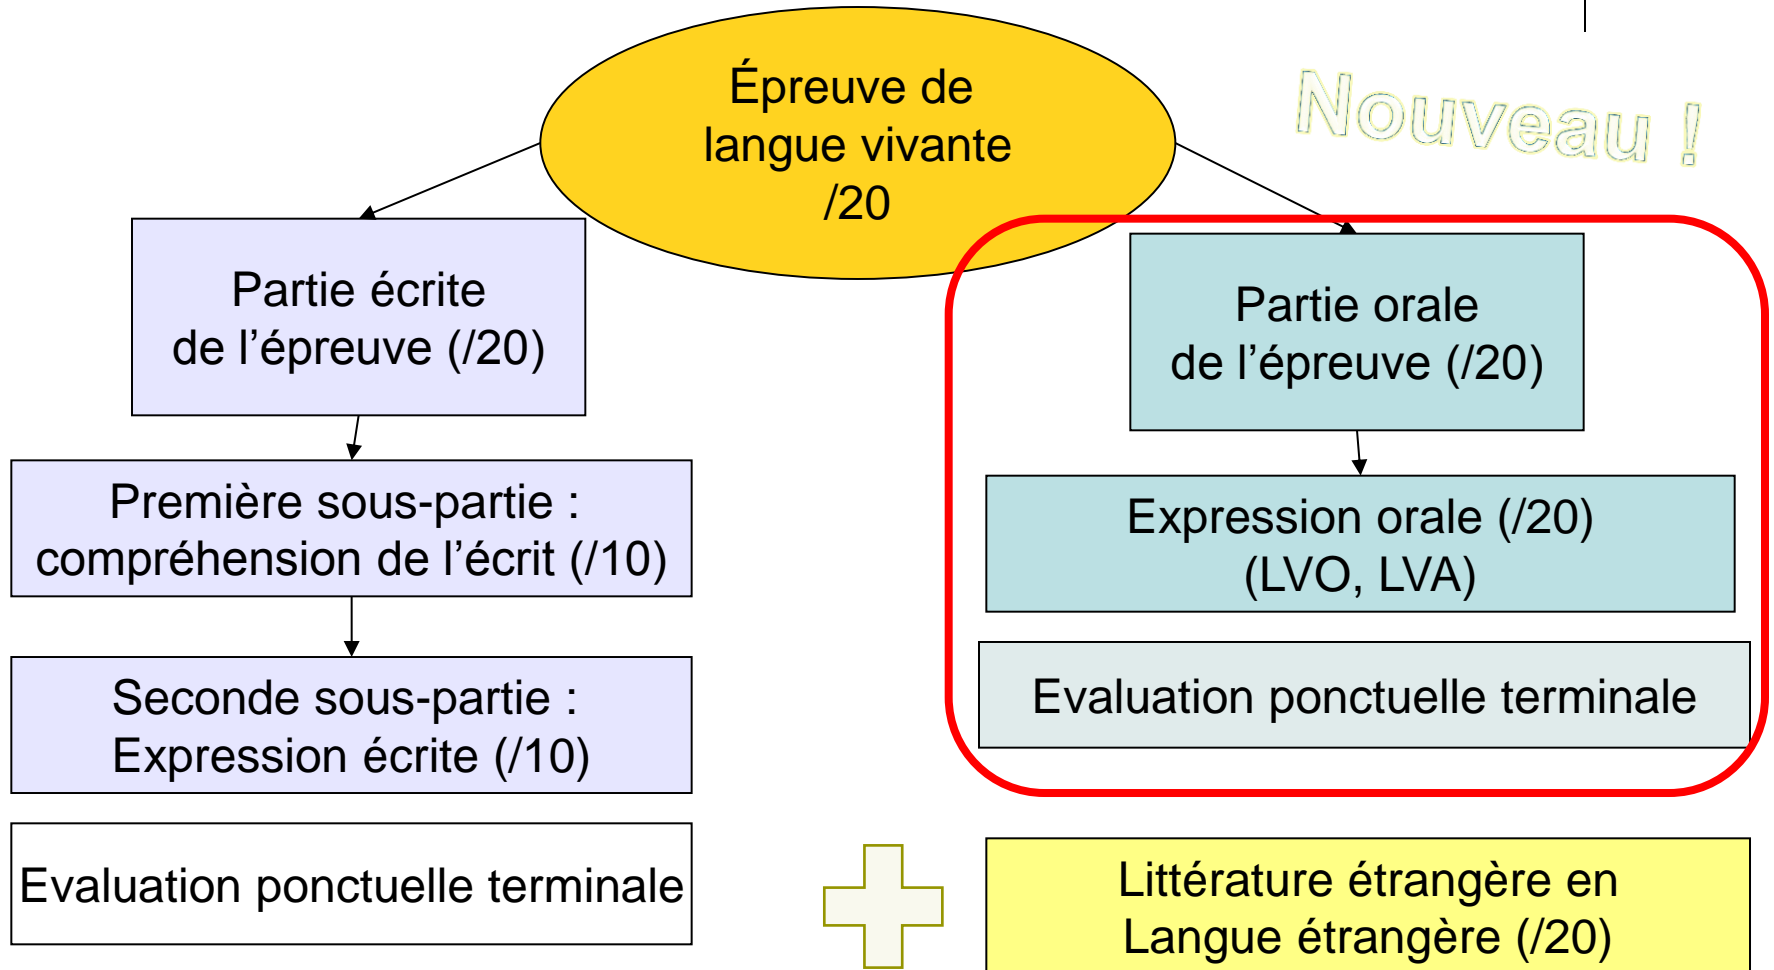 Épreuve de
langue vivante
/20
Nouveau !
Partie écrite
de l’épreuve (/20)
Première sous-partie :
compréhension de l’écrit (/10)
Seconde sous-partie :
Expression écrite (/10)
Evaluation ponctuelle terminale
Partie orale
de l’épreuve (/20)
Expression orale (/20)
(LVO, LVA)
Evaluation ponctuelle terminale
Littérature étrangère en
Langue étrangère (/20)